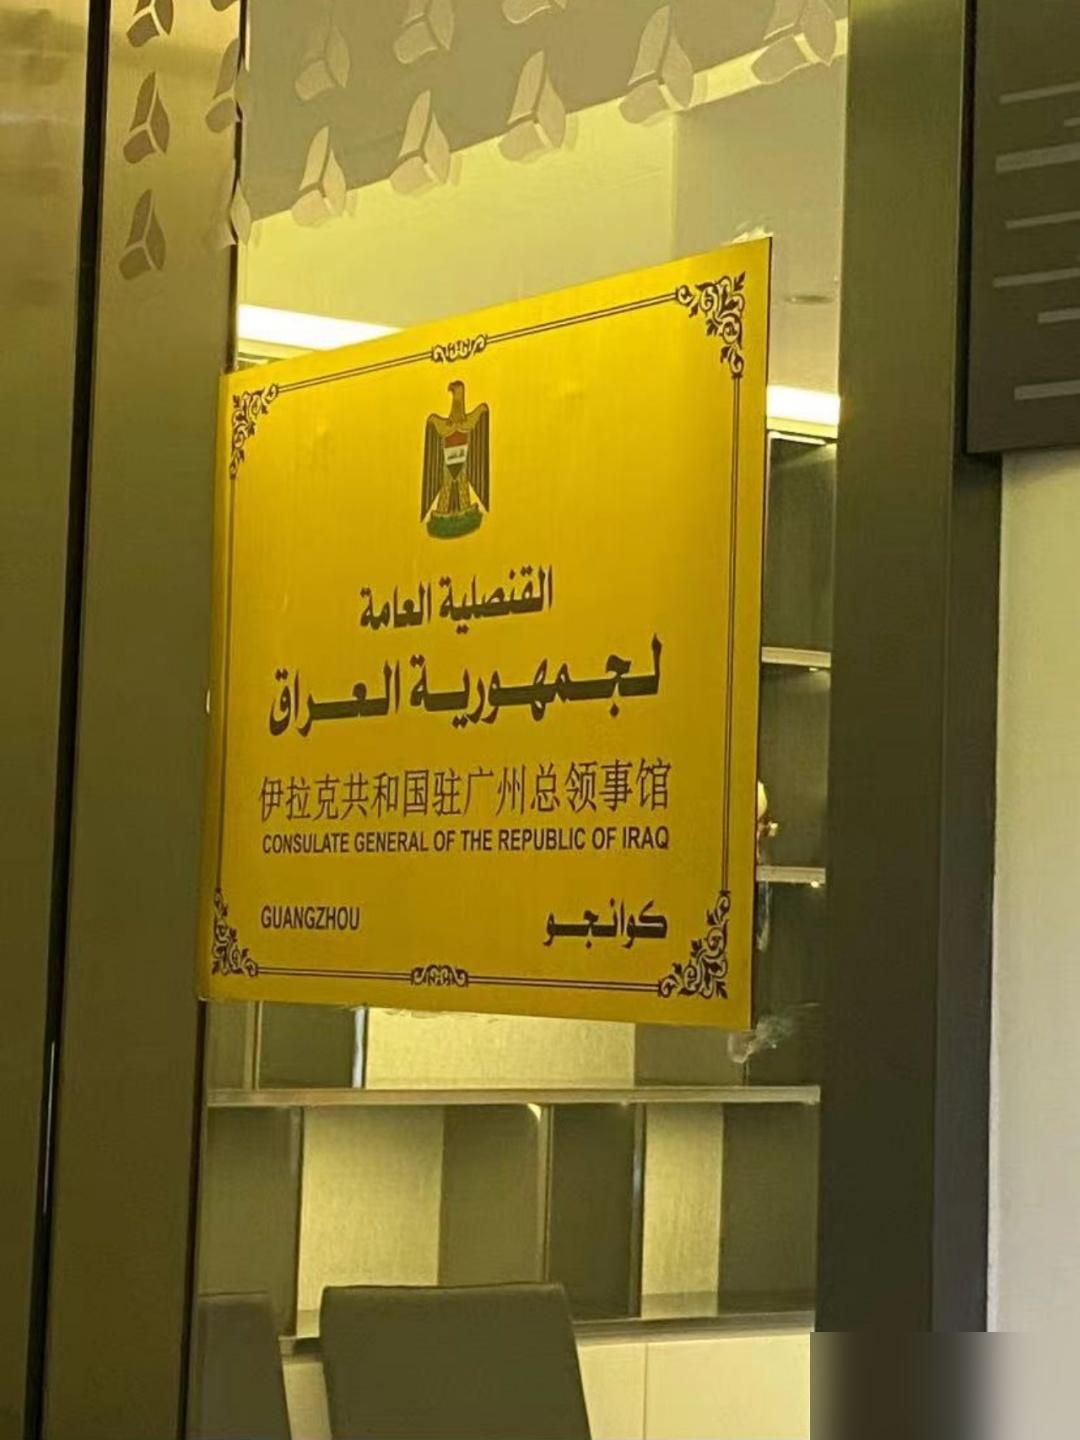 القنصلية العامة
لجمهورية العراق
伊拉克共和国驻广州总领事馆
CONSULATE GENERAL OF THE REPUBLIC OF IRAQ
GUANGZHOU كوانجو